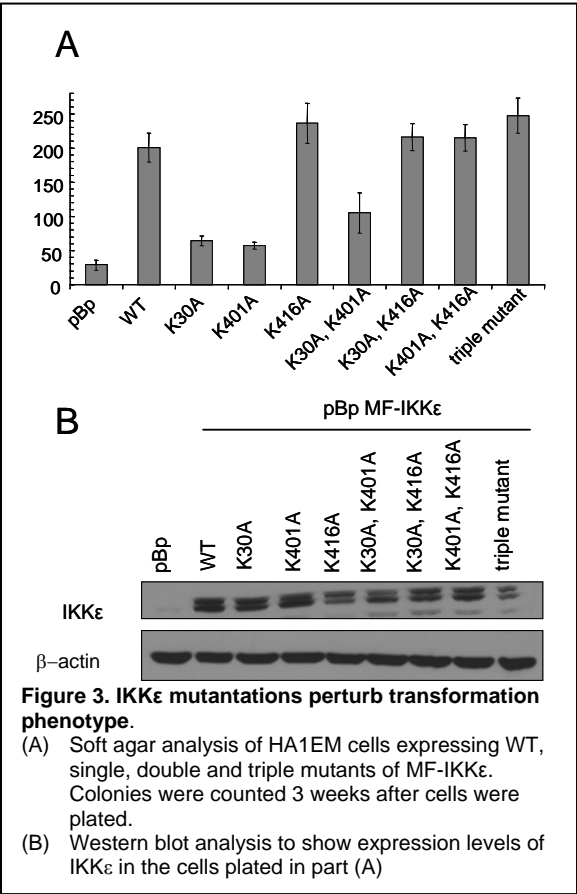 A
250
200
150
100
50
0
pBp
WT
K30A
K401A
K416A
K30A, K401A
K30A, K416A
K401A, K416A
triple mutant
B
pBp MF-IKKε
pBp
WT
K30A
K401A
K416A
K30A, K401A
K30A, K416A
K401A, K416A
triple mutant
IKKε
β–actin
Figure 3. IKKε mutantations perturb transformation
phenotype.
(A) Soft agar analysis of HA1EM cells expressing WT,
single, double and triple mutants of MF-IKKε.
Colonies were counted 3 weeks after cells were
plated.
(B) Western blot analysis to show expression levels of
IKKε in the cells plated in part (A)